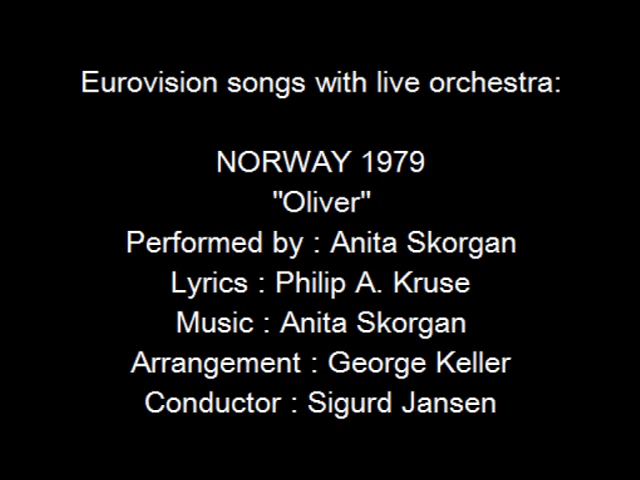 Eurovision songs with live orchestra:
NORWAY 1979
"Oliver"
Performed by : Anita Skorgan
Lyrics : Philip A. Kruse
Music : Anita Skorgan
Arrangement : George Keller
Conductor : Sigurd Jansen